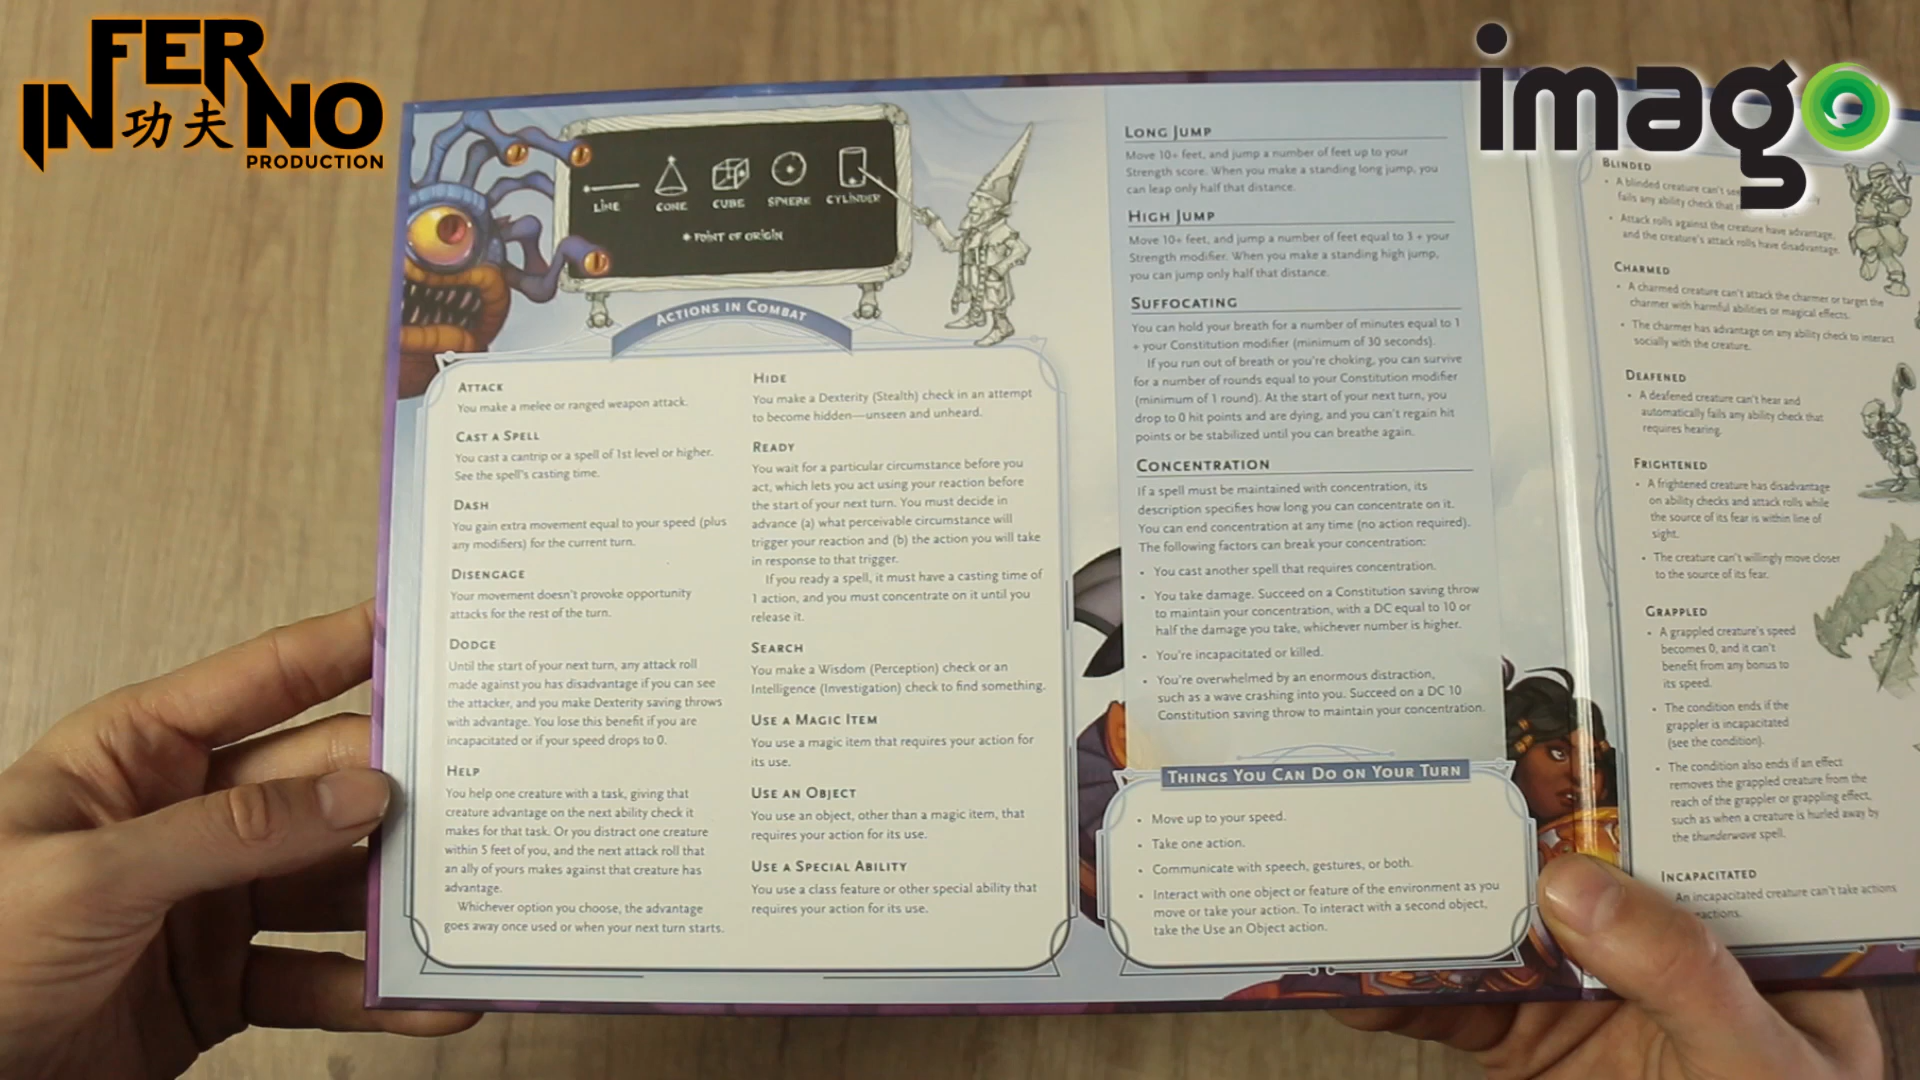 INFERNO
功夫
PRODUCTION
imago
LINE
CONE
CUBE
SPHERE
CYLINDER
* POINT OF ORIGIN
ACTIONS IN COMBAT
ATTACK
You make a melee or ranged weapon attack.
CAST A SPELL
You cast a cantrip or a spell of 1st level or higher.
See the spell's casting time.
DASH
You gain extra movement equal to your speed (plus
any modifiers) for the current turn.
DISENGAGE
Your movement doesn't provoke opportunity
attacks for the rest of the turn.
DODGE
Until the start of your next turn, any attack roll
made against you has disadvantage if you can see
the attacker, and you make Dexterity saving throws
with advantage. You lose this benefit if you are
incapacitated or if your speed drops to 0.
HELP
You help one creature with a task, giving that
creature advantage on the next ability check it
makes for that task. Or you distract one creature
within 5 feet of you, and the next attack roll that
an ally of yours makes against that creature has
advantage.
Whichever option you choose, the advantage
goes away once used or when your next turn starts.
HIDE
You make a Dexterity (Stealth) check in an attempt
to become hidden—unseen and unheard.
READY
You wait for a particular circumstance before you
act, which lets you act using your reaction before
the start of your next turn. You must decide in
advance (a) what perceivable circumstance will
trigger your reaction and (b) the action you will take
in response to that trigger.
If you ready a spell, it must have a casting time of
1 action, and you must concentrate on it until you
release it.
SEARCH
You make a Wisdom (Perception) check or an
Intelligence (Investigation) check to find something.
USE A MAGIC ITEM
You use a magic item that requires your action for
its use.
USE AN OBJECT
You use an object, other than a magic item, that
requires your action for its use.
USE A SPECIAL ABILITY
You use a class feature or other special ability that
requires your action for its use.
LONG JUMP
Move 10+ feet, and jump a number of feet up to your
Strength score. When you make a standing long jump, you
can leap only half that distance.
HIGH JUMP
Move 10+ feet, and jump a number of feet equal to 3 + your
Strength modifier. When you make a standing high jump,
you can jump only half that distance.
SUFFOCATING
You can hold your breath for a number of minutes equal to 1
+ your Constitution modifier (minimum of 30 seconds).
If you run out of breath or you're choking, you can survive
for a number of rounds equal to your Constitution modifier
(minimum of 1 round). At the start of your next turn, you
drop to 0 hit points and are dying, and you can't regain hit
points or be stabilized until you can breathe again.
CONCENTRATION
If a spell must be maintained with concentration, its
description specifies how long you can concentrate on it.
You can end concentration at any time (no action required).
The following factors can break your concentration:
• You cast another spell that requires concentration.
• You take damage. Succeed on a Constitution saving throw
to maintain your concentration, with a DC equal to 10 or
half the damage you take, whichever number is higher.
• You're incapacitated or killed.
• You're overwhelmed by an enormous distraction,
such as a wave crashing into you. Succeed on a DC 10
Constitution saving throw to maintain your concentration.
THINGS YOU CAN DO ON YOUR TURN
• Move up to your speed.
• Take one action.
• Communicate with speech, gestures, or both.
• Interact with one object or feature of the environment as you
move or take your action. To interact with a second object,
take the Use an Object action.
BLINDED
• A blinded creature can't
fails any ability check that
• Attack rolls against the creature have advantage,
and the creature's attack rolls have disadvantage.
CHARMED
• A charmed creature can't attack the charmer or target the
charmer with harmful abilities or magical effects.
• The charmer has advantage on any ability check to interact
socially with the creature.
DEAFENED
• A deafened creature can't hear and
automatically fails any ability check that
requires hearing.
FRIGHTENED
• A frightened creature has disadvantage
on ability checks and attack rolls while
the source of its fear is within line of
sight.
• The creature can't willingly move closer
to the source of its fear.
GRAPPLED
• A grappled creature's speed
becomes 0, and it can't
benefit from any bonus to
its speed.
• The condition ends if the
grappler is incapacitated
(see the condition).
• The condition also ends if an effect
removes the grappled creature from the
reach of the grappler or grappling effect,
such as when a creature is hurled away by
the thunderwave spell.
INCAPACITATED
An incapacitated creature can't take actions